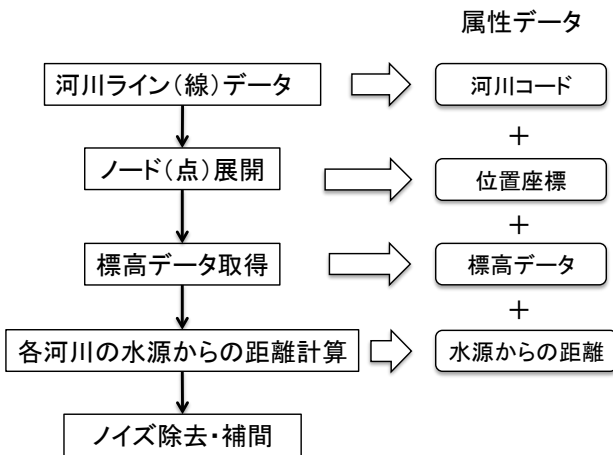 属性データ
河川ライン(線)データ
河川コード
+
ノード(点)展開
位置座標
+
標高データ取得
標高データ
+
各河川の水源からの距離計算
水源からの距離
ノイズ除去・補間